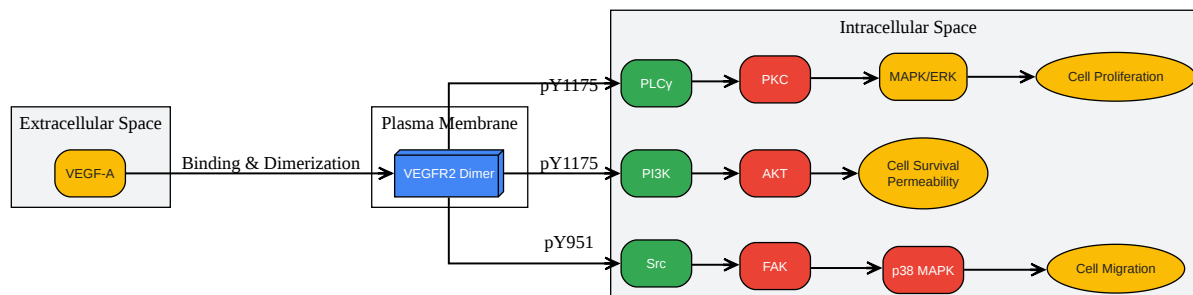 Intracellular Space
pY1175
PLCγ
PKC
MAPK/ERK
Cell Proliferation
Extracellular Space
Plasma Membrane
VEGF-A
Binding & Dimerization
VEGFR2 Dimer
pY1175
PI3K
AKT
Cell Survival
Permeability
pY951
Src
FAK
p38 MAPK
Cell Migration